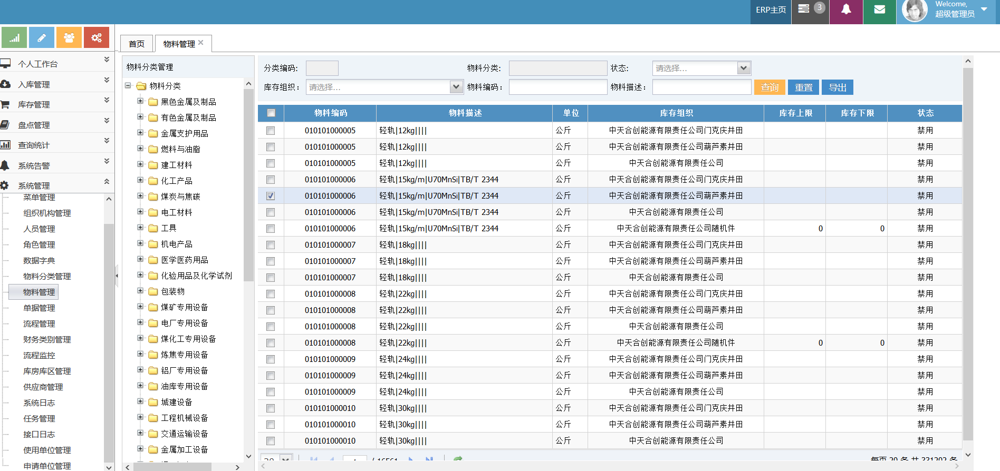 ERP主页
3
Welcome,
超级管理员
首页
物料管理
个人工作台
入库管理
库存管理
盘点管理
查询统计
系统告警
系统管理
菜单管理
组织机构管理
人员管理
角色管理
数据字典
物料分类管理
物料管理
单据管理
流程管理
财务类别管理
流程监控
库房库区管理
供应商管理
系统日志
任务管理
接口日志
使用单位管理
申请单位管理
物料分类管理
物料分类
黑色金属及制品
有色金属及制品
金属支护用品
燃料与油脂
建工材料
化工产品
煤炭与焦碳
电工材料
工具
机电产品
医学医药用品
化验用品及化学试剂
包装物
煤矿专用设备
电厂专用设备
煤化工专用设备
炼焦专用设备
铝厂专用设备
油库专用设备
城建设备
工程机械设备
交通运输设备
金属加工设备
分类编码: 物料分类: 状态: 请选择...
库存组织: 请选择... 物料编码: 物料描述: 查询 重置 导出
物料编码 物料描述 单位 库存组织 库存上限 库存下限 状态
010101000005 轻轨|12kg|||| 公斤 中天合创能源有限责任公司门克庆井田 禁用
010101000005 轻轨|12kg|||| 公斤 中天合创能源有限责任公司葫芦素井田 禁用
010101000005 轻轨|12kg|||| 公斤 中天合创能源有限责任公司 禁用
010101000006 轻轨|15kg/m|U70MnSi|TB/T 2344 公斤 中天合创能源有限责任公司门克庆井田 禁用
010101000006 轻轨|15kg/m|U70MnSi|TB/T 2344 公斤 中天合创能源有限责任公司葫芦素井田 禁用
010101000006 轻轨|15kg/m|U70MnSi|TB/T 2344 公斤 中天合创能源有限责任公司 禁用
010101000006 轻轨|15kg/m|U70MnSi|TB/T 2344 公斤 中天合创能源有限责任公司随机件 0 0 禁用
010101000007 轻轨|18kg|||| 公斤 中天合创能源有限责任公司门克庆井田 禁用
010101000007 轻轨|18kg|||| 公斤 中天合创能源有限责任公司葫芦素井田 禁用
010101000007 轻轨|18kg|||| 公斤 中天合创能源有限责任公司 禁用
010101000008 轻轨|22kg|||| 公斤 中天合创能源有限责任公司门克庆井田 禁用
010101000008 轻轨|22kg|||| 公斤 中天合创能源有限责任公司葫芦素井田 禁用
010101000008 轻轨|22kg|||| 公斤 中天合创能源有限责任公司 禁用
010101000008 轻轨|22kg|||| 公斤 中天合创能源有限责任公司随机件 0 0 禁用
010101000009 轻轨|24kg|||| 公斤 中天合创能源有限责任公司门克庆井田 禁用
010101000009 轻轨|24kg|||| 公斤 中天合创能源有限责任公司葫芦素井田 禁用
010101000009 轻轨|24kg|||| 公斤 中天合创能源有限责任公司 禁用
010101000010 轻轨|30kg|||| 公斤 中天合创能源有限责任公司门克庆井田 禁用
010101000010 轻轨|30kg|||| 公斤 中天合创能源有限责任公司葫芦素井田 禁用
010101000010 轻轨|30kg|||| 公斤 中天合创能源有限责任公司 禁用
20 / 16561 每页 20 条 共 331202 条